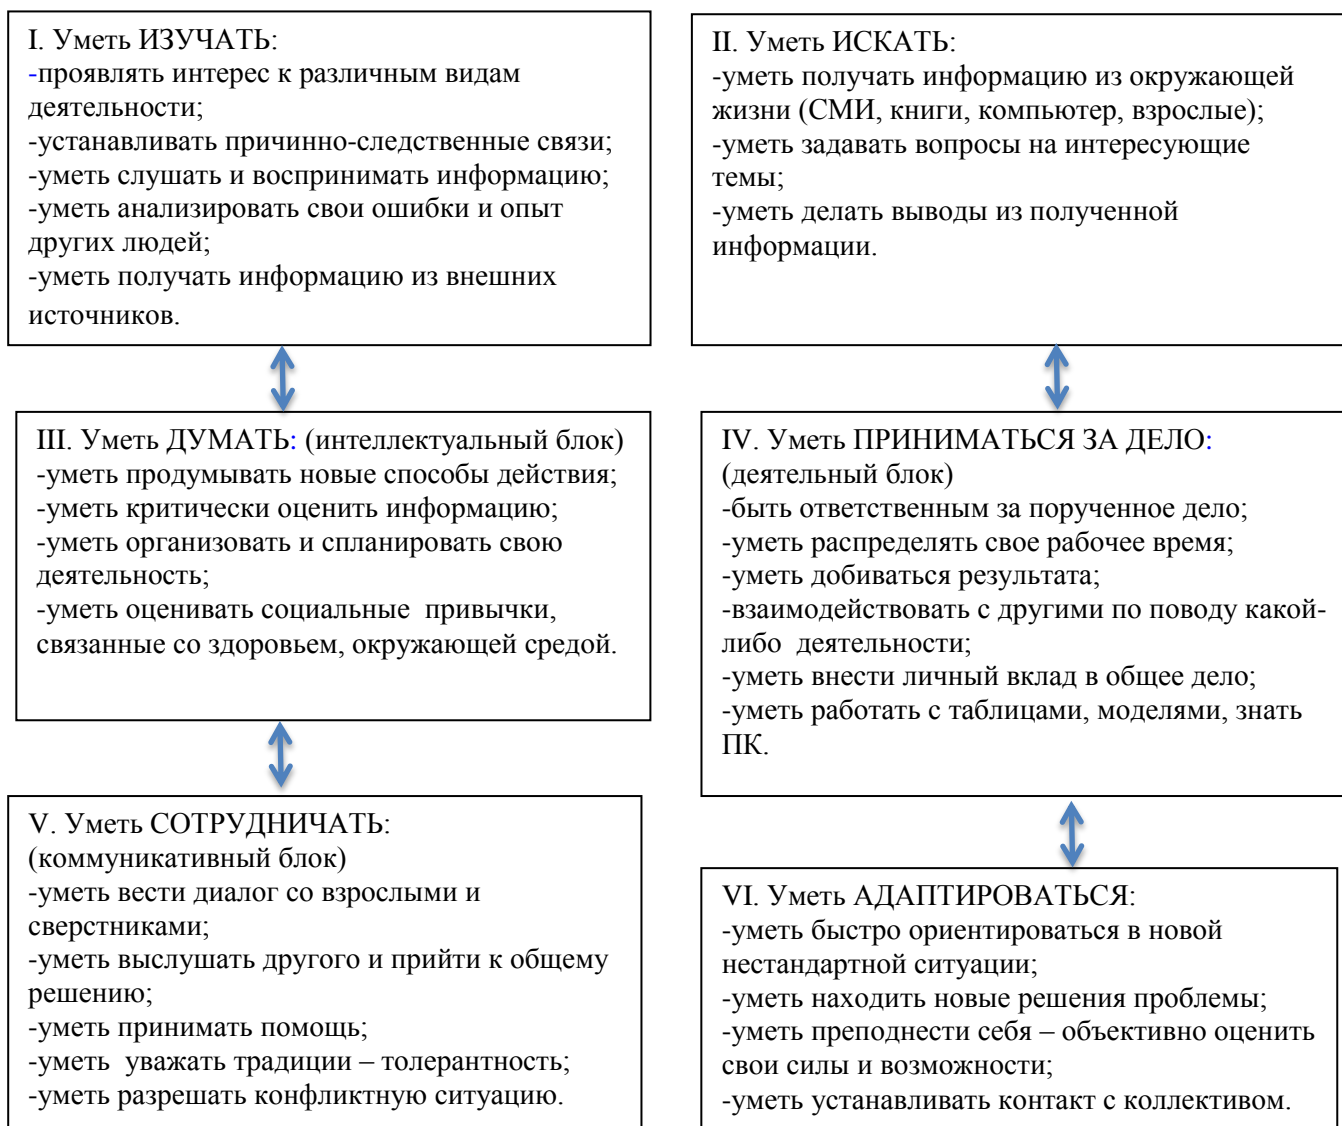 I. Уметь ИЗУЧАТЬ:
-проявлять интерес к различным видам
деятельности;
-устанавливать причинно-следственные связи;
-уметь слушать и воспринимать информацию;
-уметь анализировать свои ошибки и опыт
других людей;
-уметь получать информацию из внешних
источников.
II. Уметь ИСКАТЬ:
-уметь получать информацию из окружающей
жизни (СМИ, книги, компьютер, взрослые);
-уметь задавать вопросы на интересующие
темы;
-уметь делать выводы из полученной
информации.
III. Уметь ДУМАТЬ: (интеллектуальный блок)
-уметь продумывать новые способы действия;
-уметь критически оценить информацию;
-уметь организовать и спланировать свою
деятельность;
-уметь оценивать социальные привычки,
связанные со здоровьем, окружающей средой.
IV. Уметь ПРИНИМАТЬСЯ ЗА ДЕЛО:
(деятельный блок)
-быть ответственным за порученное дело;
-уметь распределять свое рабочее время;
-уметь добиваться результата;
-взаимодействовать с другими по поводу какой-
либо деятельности;
-уметь внести личный вклад в общее дело;
-уметь работать с таблицами, моделями, знать
ПК.
V. Уметь СОТРУДНИЧАТЬ:
(коммуникативный блок)
-уметь вести диалог со взрослыми и
сверстниками;
-уметь выслушать другого и прийти к общему
решению;
-уметь принимать помощь;
-уметь уважать традиции – толерантность;
-уметь разрешать конфликтную ситуацию.
VI. Уметь АДАПТИРОВАТЬСЯ:
-уметь быстро ориентироваться в новой
нестандартной ситуации;
-уметь находить новые решения проблемы;
-уметь преподнести себя – объективно оценить
свои силы и возможности;
-уметь устанавливать контакт с коллективом.